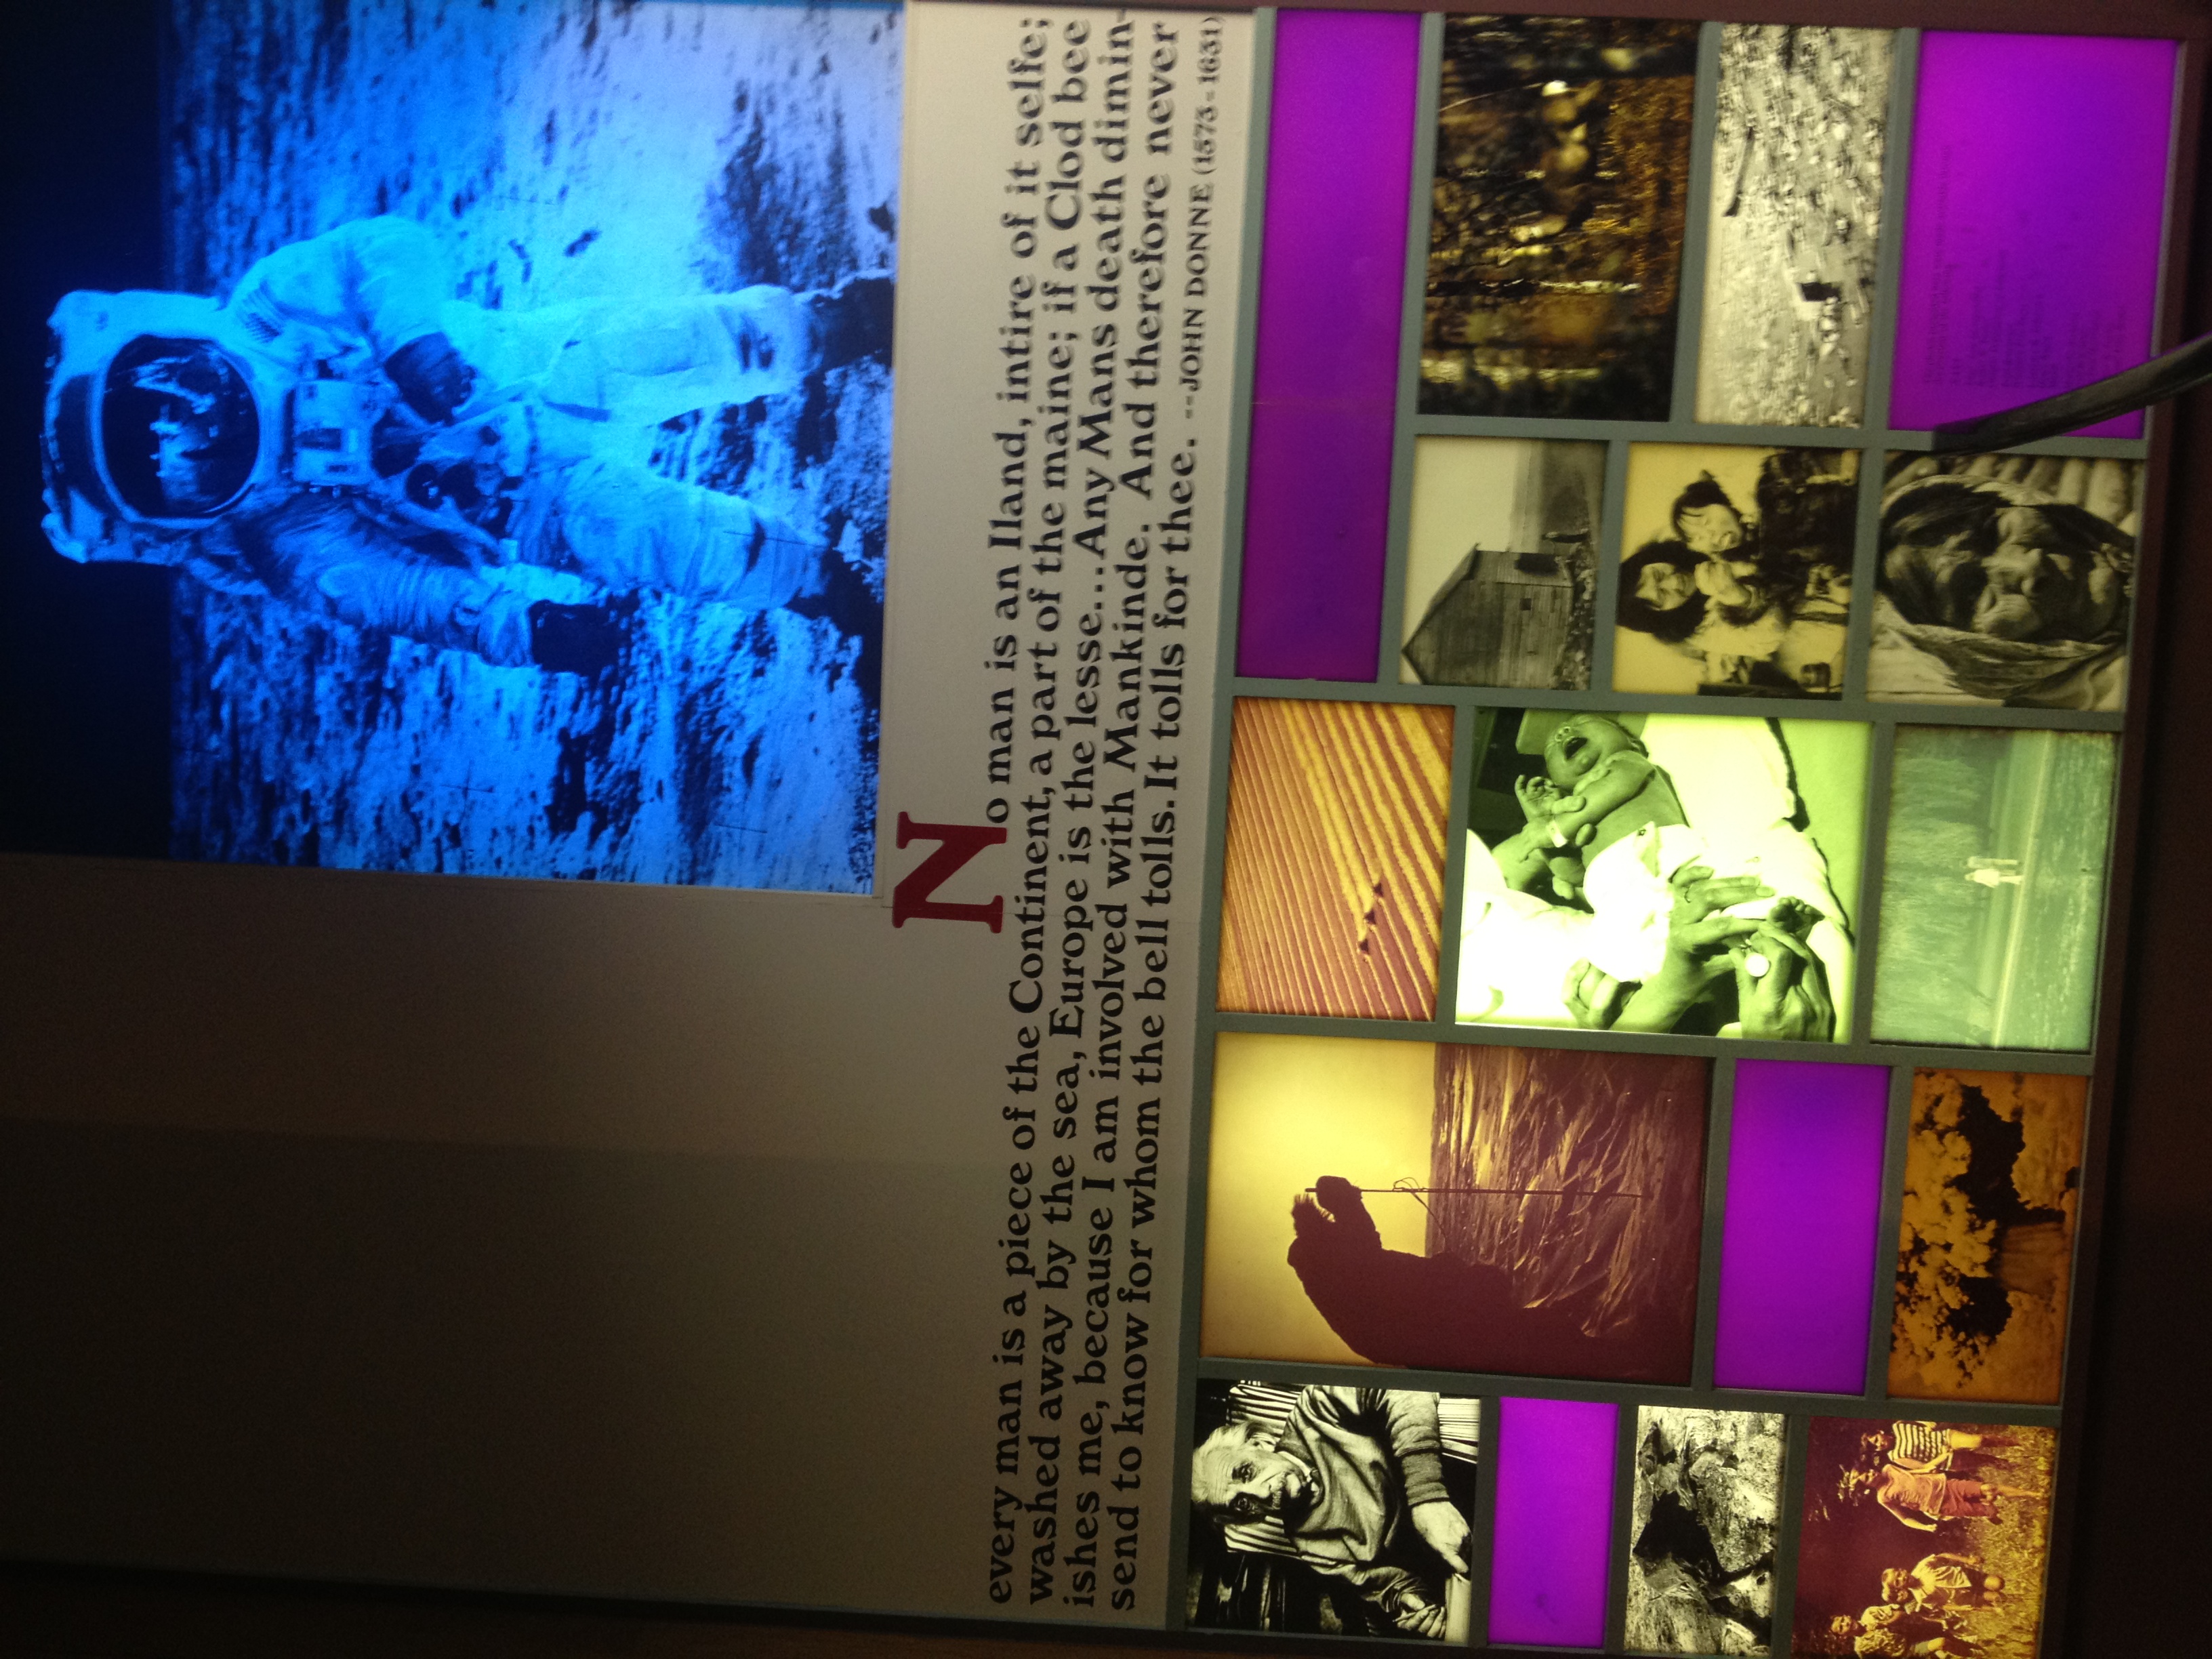 No man is an Iland, intire of it selfe;
every man is a piece of the Continent, a part of the maine; if a Clod bee
washed away by the sea, Europe is the lesse...Any Mans death dimin-
ishes me, because I am involved with Mankinde. And therefore never
send to know for whom the bell tolls. It tolls for thee. --JOHN DONNE (1573-1631)